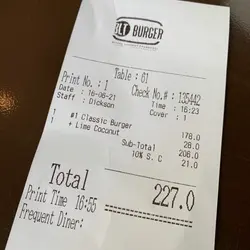 BURGER
Table : 61
Print No. : 1 Check No.# : 135442
Date : 16-06-21 Time : 16:23
Staff : Dickson Cover : 1
1 #1 Classic Burger 178.0
1 + Lime Coconut 28.0
Sub-Total 206.0
10% S. C 21.0
Total 227.0
Print Time 16:55
Frequent Diner: